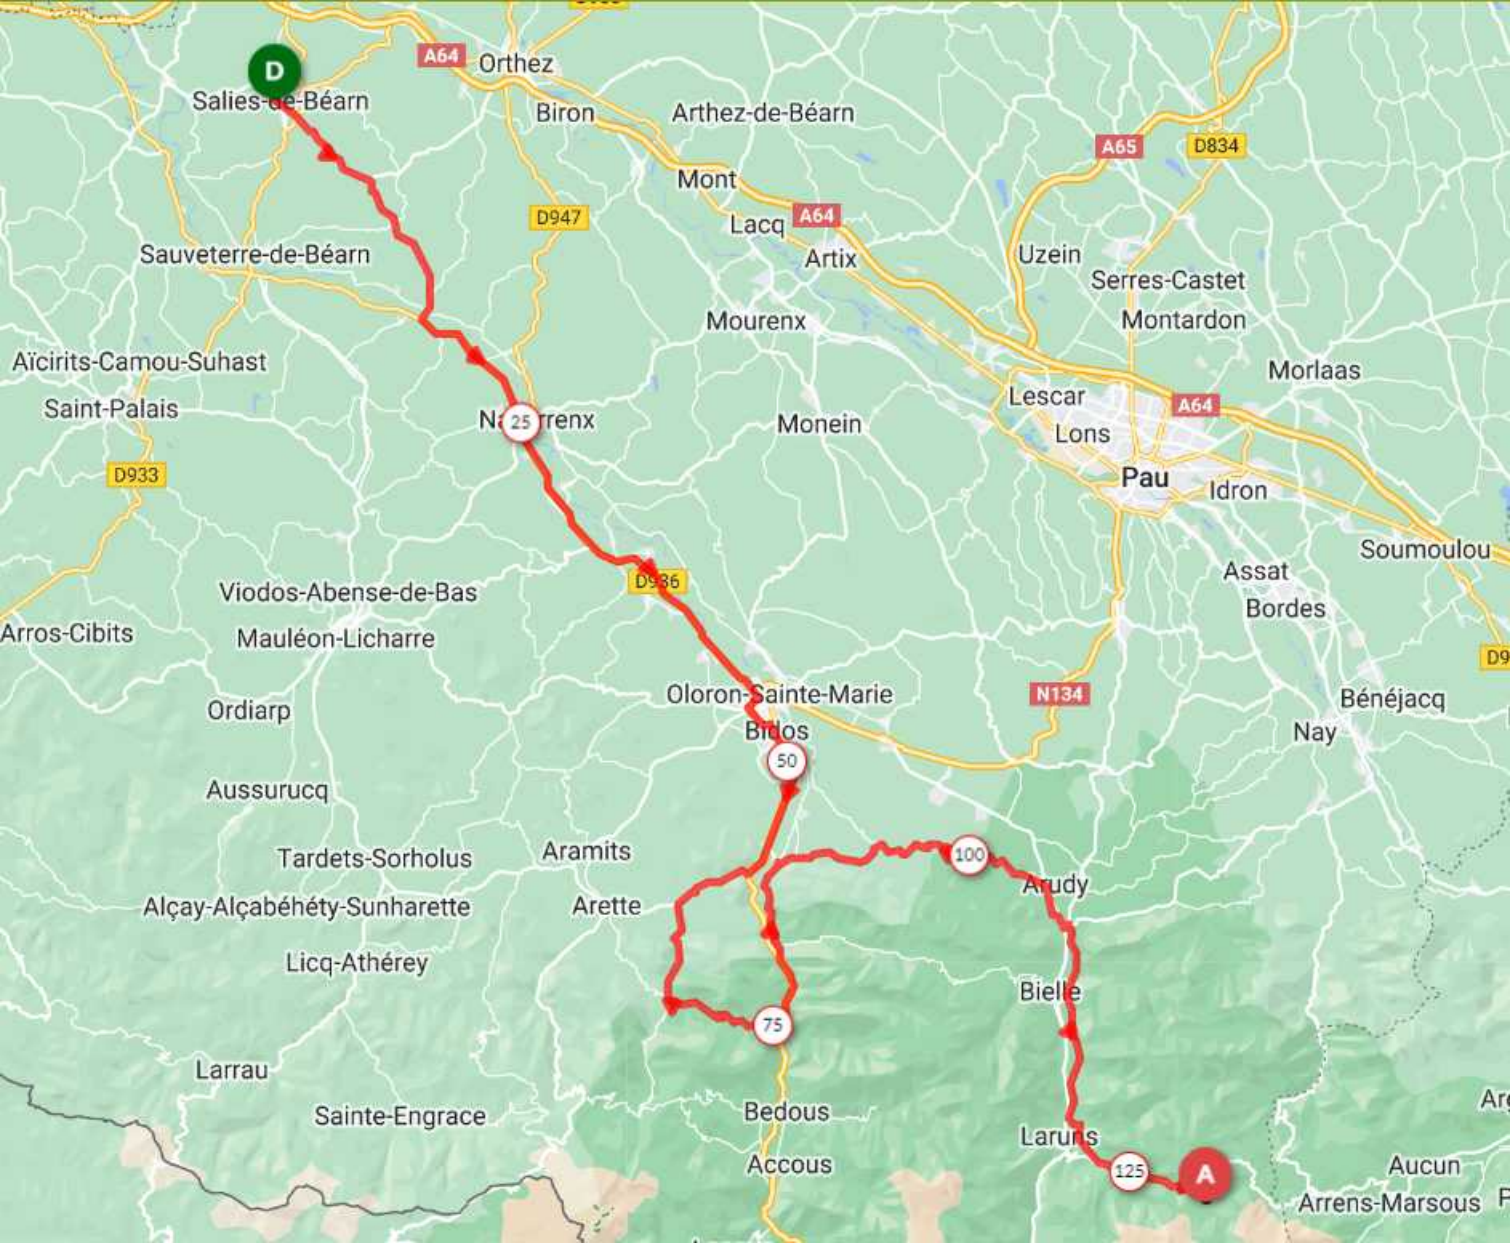 D
A64
Orthez
Salies-de-Béarn
Biron
Arthez-de-Béarn
A65
D834
Mont
D947
Lacq
A64
Sauveterre-de-Béarn
Artix
Uzein
Serres-Castet
Mourenx
Montardon
Aïcirits-Camou-Suhast
Morlaas
Saint-Palais
Lescar
A64
25
Monein
Lons
D933
Pau
Idron
Soumoulou
Assat
D936
Viodos-Abense-de-Bas
Bordes
Arros-Cibits
Mauléon-Licharre
D9
Oloron-Sainte-Marie
N134
Bénéjacq
Ordiarp
Bidos
Nay
50
Aussurucq
Aramits
100
Tardets-Sorholus
Arudy
Alçay-Alçabéhéty-Sunharette
Arette
Licq-Athérey
Bielle
75
Larrau
Bedous
Sainte-Engrace
Laruns
Accous
125
A
Aucun
Arrens-Marsous